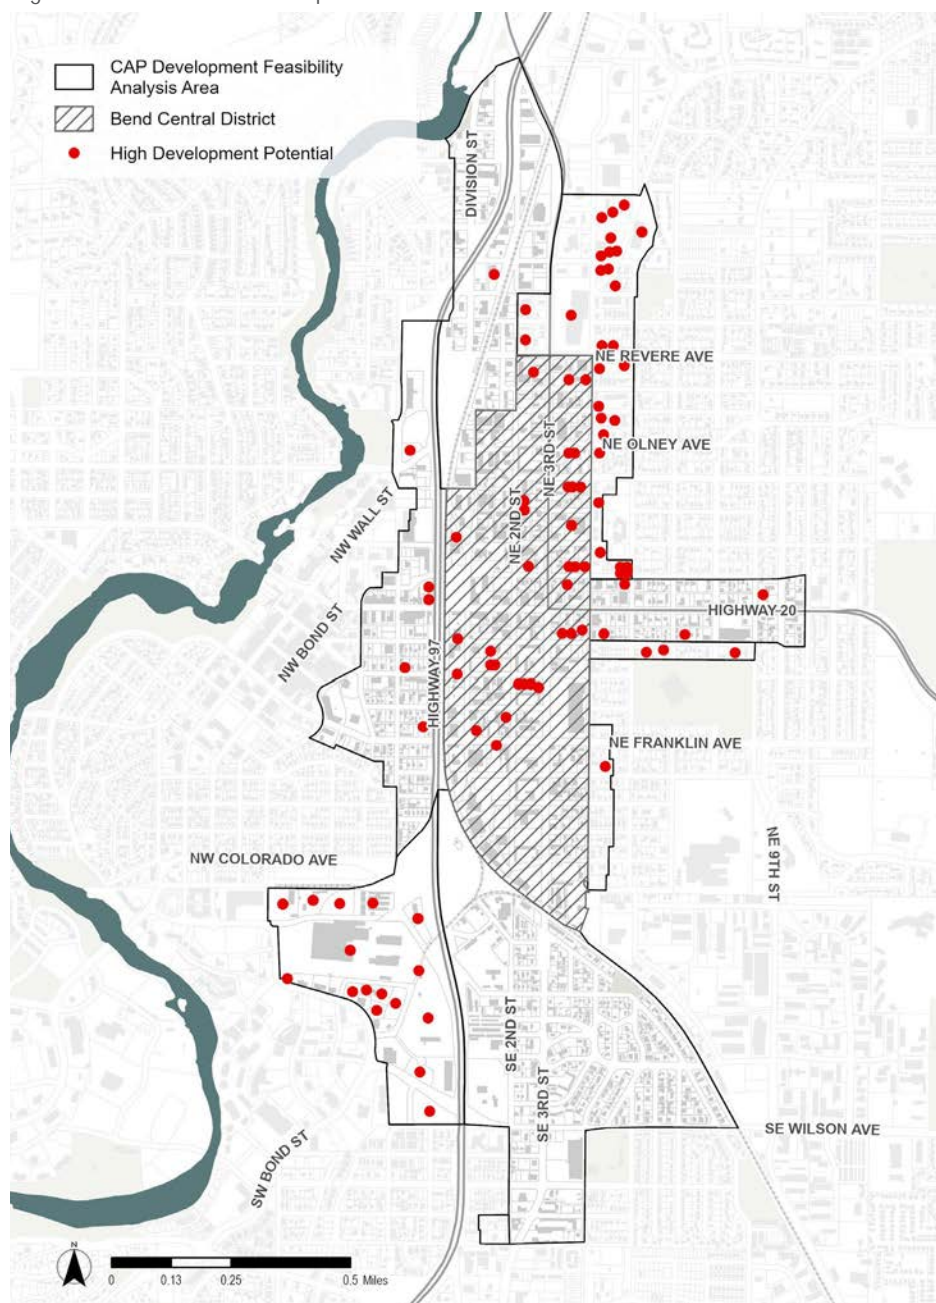 CAP Development Feasibility
Analysis Area
Bend Central District
High Development Potential
DIVISION ST
NE REVERE AVE
NE OLNEY AVE
NE 3RD ST
NE 2ND ST
NW WALL ST
NW BOND ST
HIGHWAY 20
HIGHWAY 97
NE FRANKLIN AVE
NW COLORADO AVE
NE 9TH ST
SE 2ND ST
SE 3RD ST
SE WILSON AVE
SW BOND ST
N
0 0.13 0.25 0.5 Miles